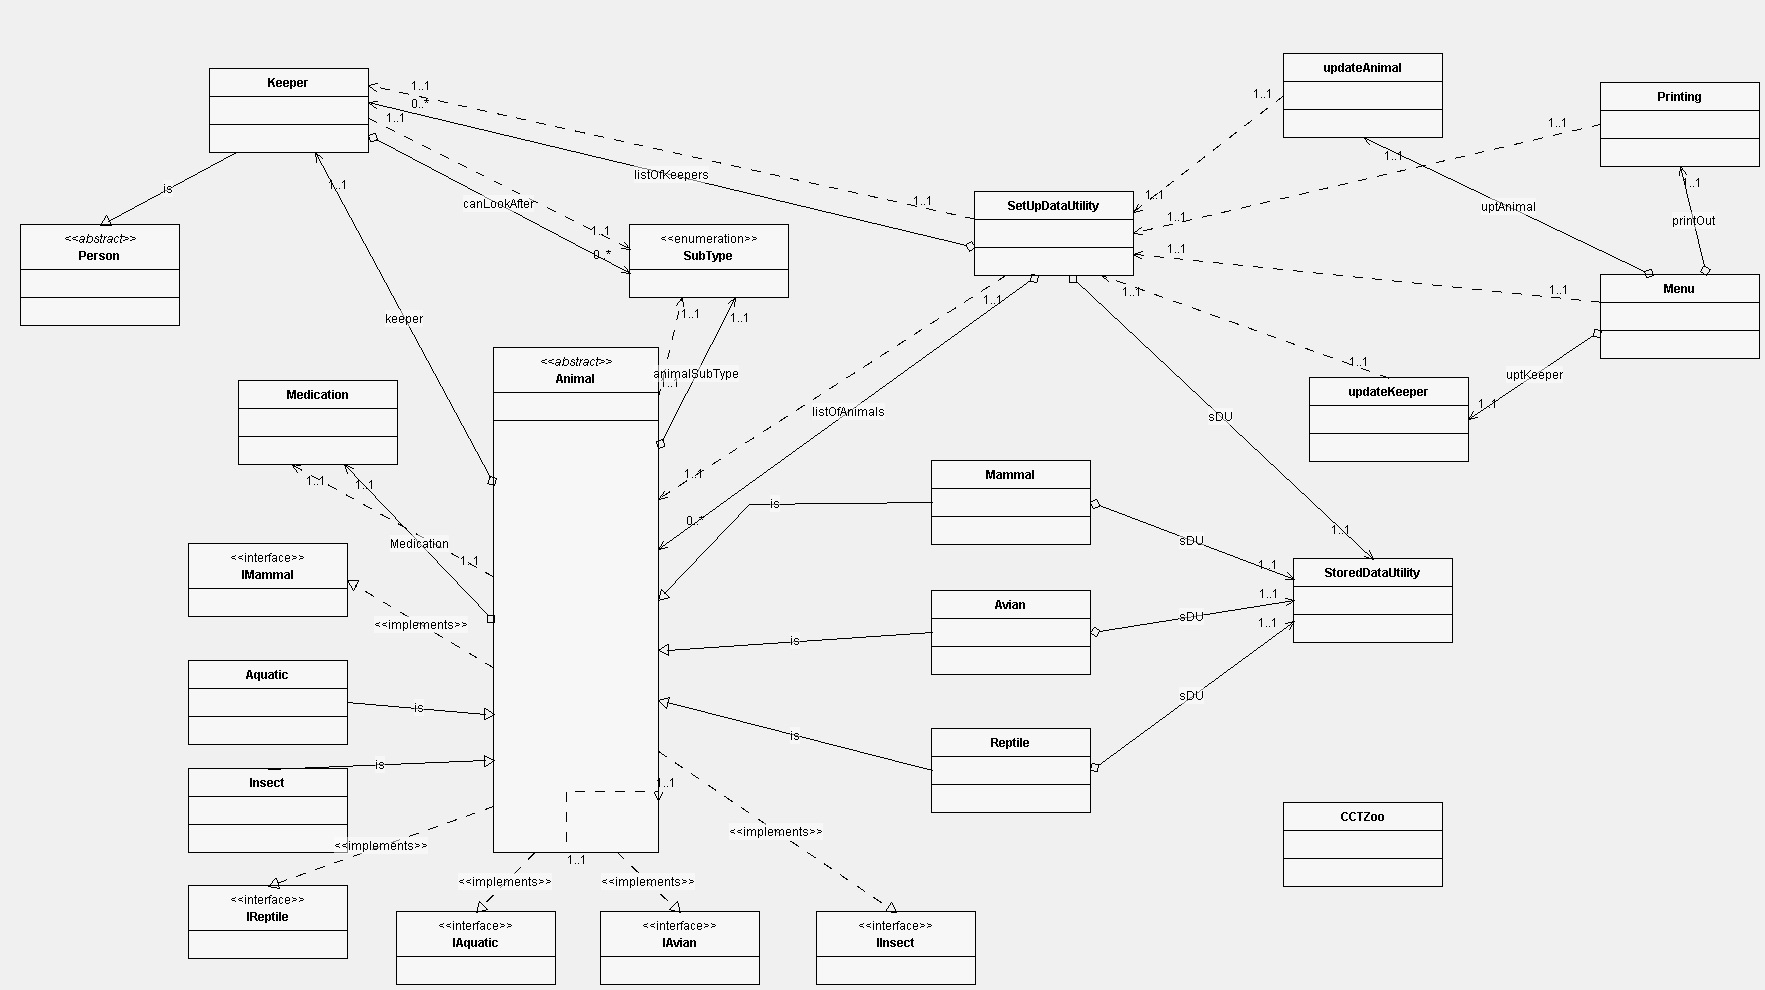 updateAnimal
Keeper
1..1
1..1
Printing
0..*
1..1
1..1
1..1
is
1..1
listOfKeepers
1..1
1..1
canLookAfter
1..1
SetUpDataUtility
uptAnimal
printOut
1..1
<<abstract>>
Person
1..1
0..*
<<enumeration>>
SubType
1..1
1..1
1..1
1..1
Menu
keeper
1..1
1..1
1..1
<<abstract>>
Animal
animalSubType
1..1
uptKeeper
Medication
updateKeeper
1..1
listOfAnimals
sDU
1..1
1..1
1..1
Mammal
is
0..*
1..1
Medication
sDU
<<interface>>
IMammal
1..1
1..1
StoredDataUtility
1..1
Avian
<<implements>>
sDU
1..1
is
Aquatic
sDU
is
is
Reptile
is
Insect
1..1
CCTZoo
<<implements>>
<<implements>>
1..1
<<implements>>
<<implements>>
<<interface>>
IReptile
<<interface>>
IAquatic
<<interface>>
IAvian
<<interface>>
IInsect